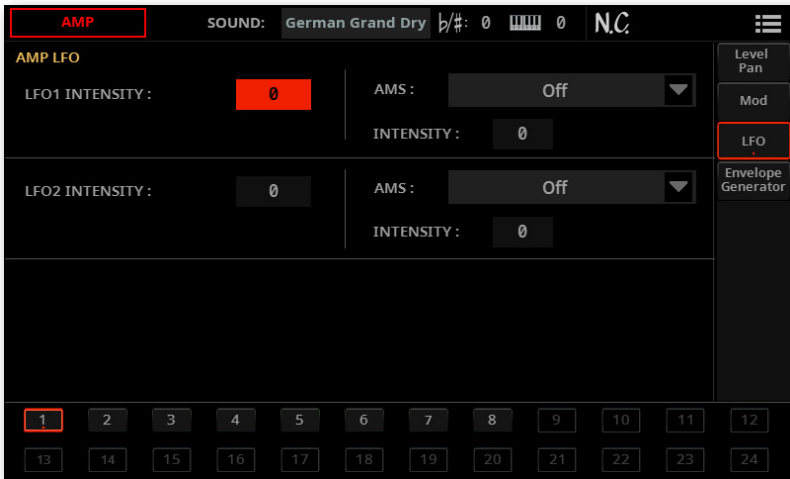 AMP SOUND: German Grand Dry ♭/♯: 0 0 N.C.
AMP LFO
LFO1 INTENSITY : 0 AMS : Off
INTENSITY : 0
LFO2 INTENSITY : 0 AMS : Off
INTENSITY : 0
Level
Pan
Mod
LFO
Envelope
Generator
1 2 3 4 5 6 7 8 9 10 11 12
13 14 15 16 17 18 19 20 21 22 23 24